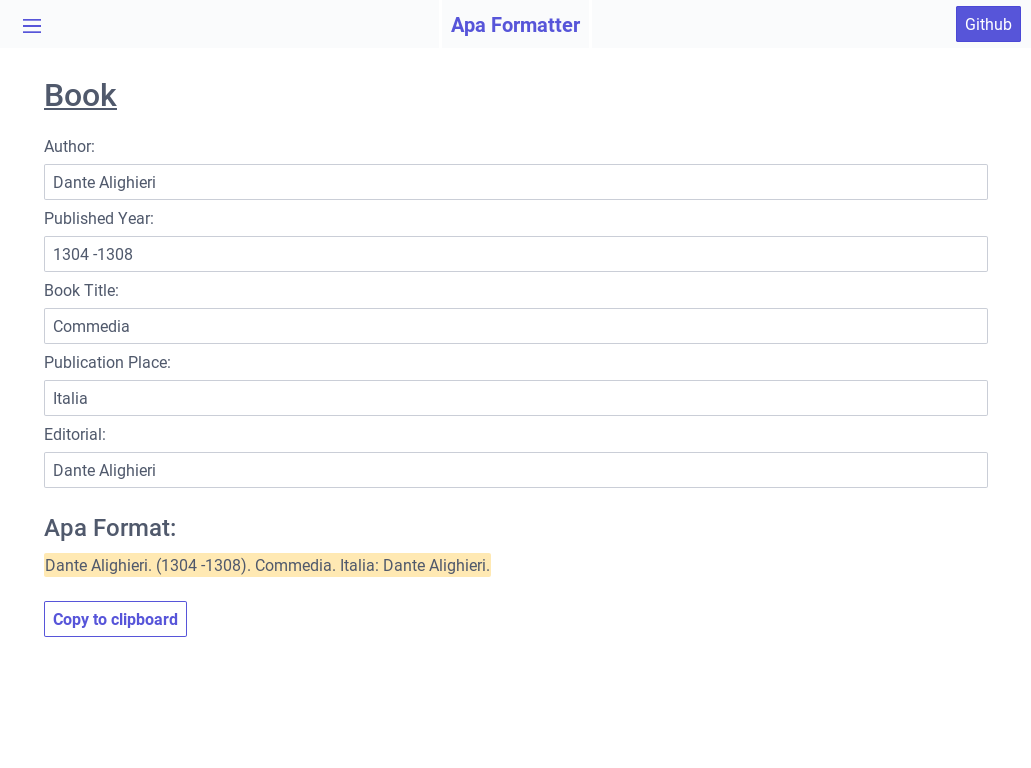 Apa Formatter
Github
Book
Author:
Dante Alighieri
Published Year:
1304 -1308
Book Title:
Commedia
Publication Place:
Italia
Editorial:
Dante Alighieri
Apa Format:
Dante Alighieri. (1304 -1308). Commedia. Italia: Dante Alighieri.
Copy to clipboard